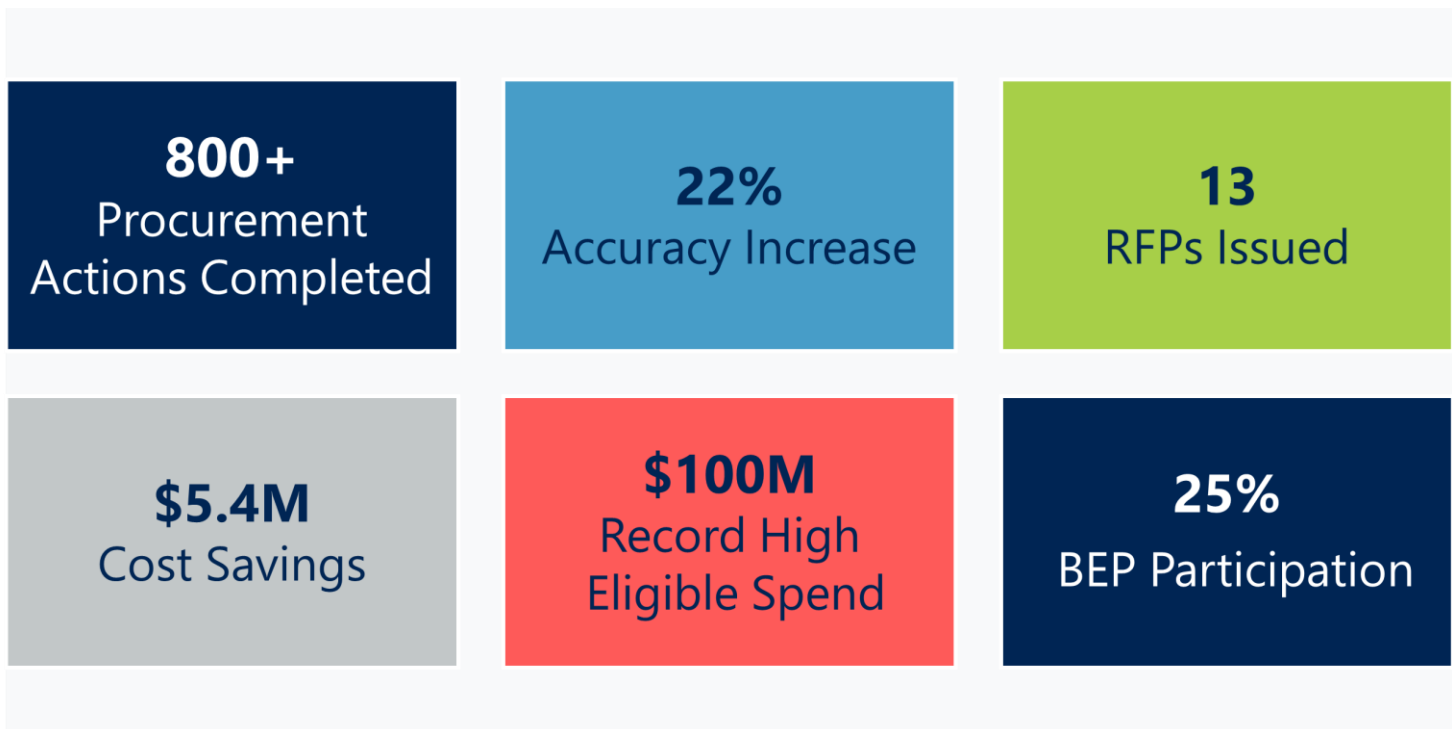 800+
Procurement
Actions Completed
22%
Accuracy Increase
13
RFPs Issued
$5.4M
Cost Savings
$100M
Record High
Eligible Spend
25%
BEP Participation